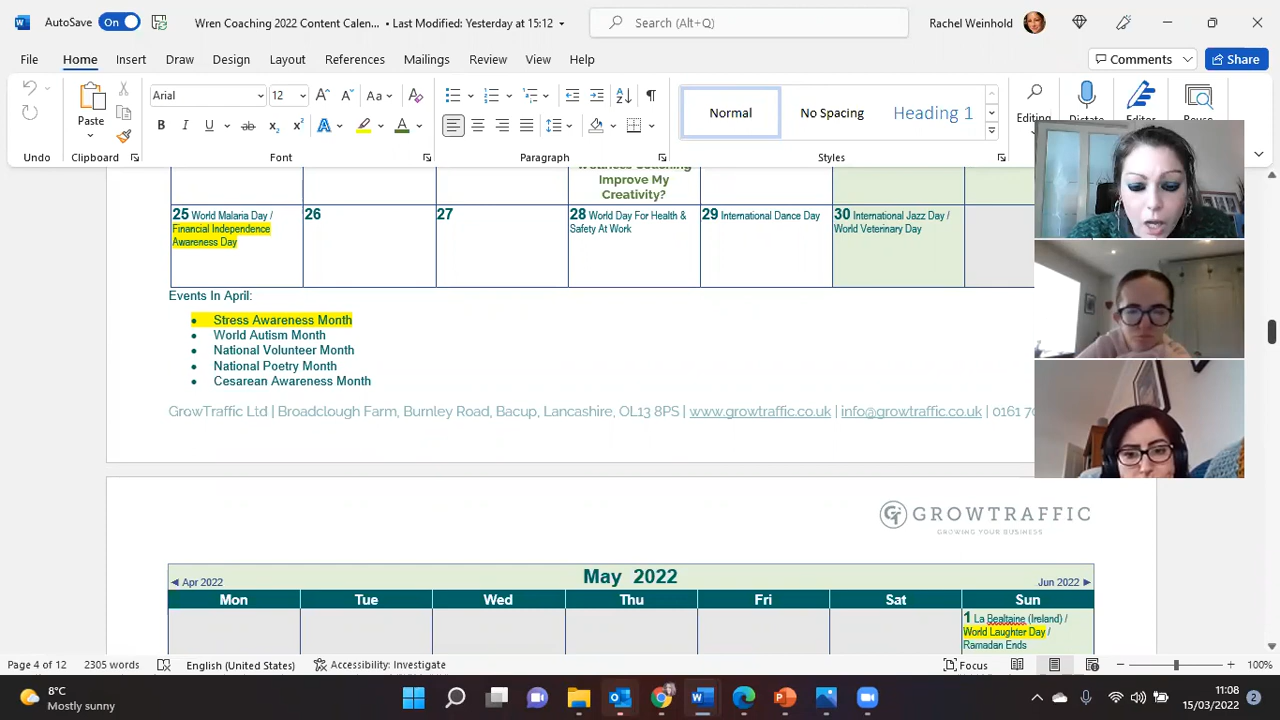 AutoSave On Wren Coaching 2022 Content Calen... • Last Modified: Yesterday at 15:12 Search (Alt+Q) Rachel Weinhold
File Home Insert Draw Design Layout References Mailings Review View Help Comments Share
Paste Arial 12 Normal No Spacing Heading 1 Editing Dictate Editor
Undo Clipboard Font Paragraph Styles
Wellness Coaching
Improve My
Creativity?
25 World Malaria Day / 26 27 28 World Day For Health & 29 International Dance Day 30 International Jazz Day /
Financial Independence Safety At Work World Veterinary Day
Awareness Day
Events In April:
• Stress Awareness Month
• World Autism Month
• National Volunteer Month
• National Poetry Month
• Cesarean Awareness Month
GrowTraffic Ltd | Broadclough Farm, Burnley Road, Bacup, Lancashire, OL13 8PS | www.growtraffic.co.uk | info@growtraffic.co.uk | 0161 70
GT GROWTRAFFIC
GROWING YOUR BUSINESS
Apr 2022 May 2022 Jun 2022
Mon Tue Wed Thu Fri Sat Sun
1 La Bealtaine (Ireland) /
World Laughter Day /
Ramadan Ends
Page 4 of 12 2305 words English (United States) Accessibility: Investigate Focus 100%
8°C 11:08
Mostly sunny 15/03/2022 2